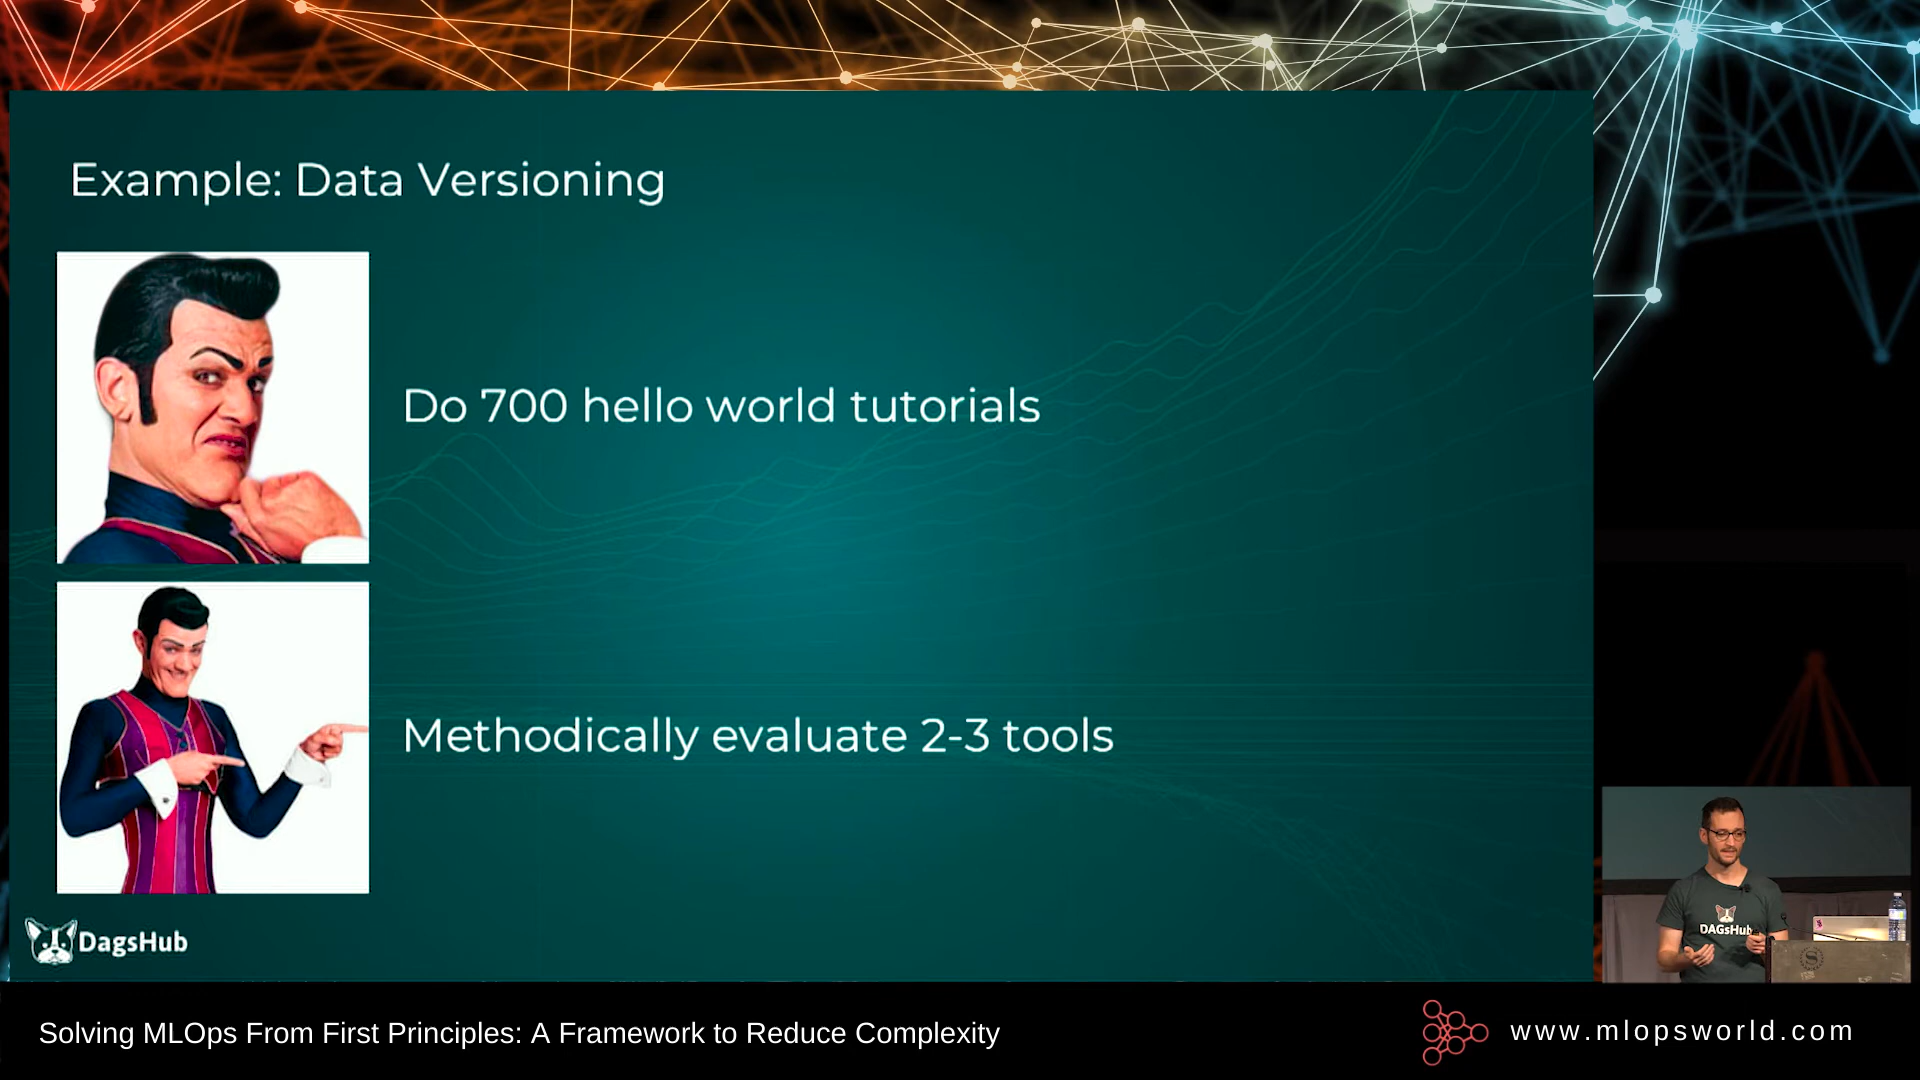 Example: Data Versioning
Do 700 hello world tutorials
Methodically evaluate 2-3 tools
DagsHub
DAGsHub
Solving MLOps From First Principles: A Framework to Reduce Complexity
www.mlopsworld.com